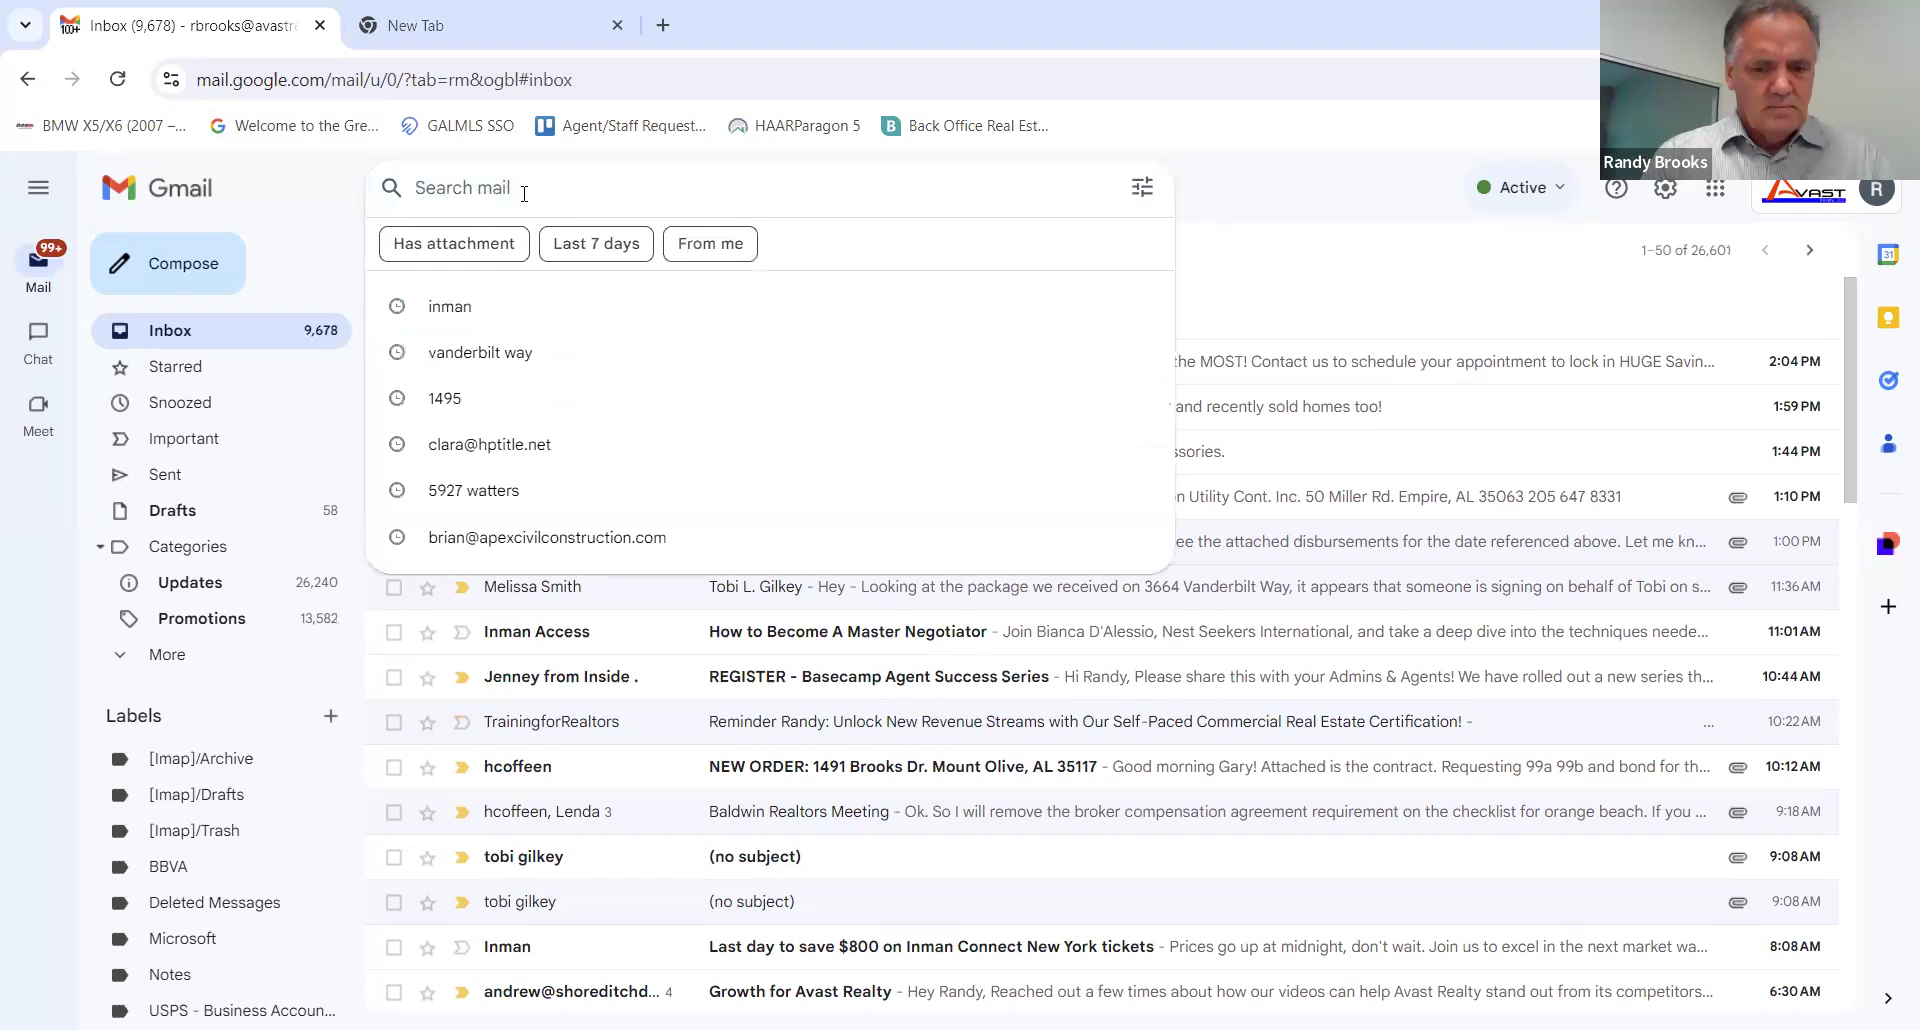 Inbox (9,678) - rbrooks@avastre
New Tab
mail.google.com/mail/u/0/?tab=rm&ogbl#inbox
BMW X5/X6 (2007 –...
Welcome to the Gre...
GALMLS SSO
Agent/Staff Request...
HAARParagon 5
Back Office Real Est...
Randy Brooks
Gmail
Search mail
Active
AVAST
R
Has attachment
Last 7 days
From me
1–50 of 26,601
99+
Mail
Chat
Meet
Compose
Inbox 9,678
Starred
Snoozed
Important
Sent
Drafts 58
Categories
Updates 26,240
Promotions 13,582
More
Labels
[Imap]/Archive
[Imap]/Drafts
[Imap]/Trash
BBVA
Deleted Messages
Microsoft
Notes
USPS - Business Accoun...
inman
vanderbilt way
1495
clara@hptitle.net
5927 watters
brian@apexcivilconstruction.com
the MOST! Contact us to schedule your appointment to lock in HUGE Savin... 2:04 PM
and recently sold homes too! 1:59 PM
ssories. 1:44 PM
n Utility Cont. Inc. 50 Miller Rd. Empire, AL 35063 205 647 8331 1:10 PM
ee the attached disbursements for the date referenced above. Let me kn... 1:00 PM
Melissa Smith Tobi L. Gilkey - Hey - Looking at the package we received on 3664 Vanderbilt Way, it appears that someone is signing on behalf of Tobi on s... 11:36 AM
Inman Access How to Become A Master Negotiator - Join Bianca D'Alessio, Nest Seekers International, and take a deep dive into the techniques neede... 11:01 AM
Jenney from Inside . REGISTER - Basecamp Agent Success Series - Hi Randy, Please share this with your Admins & Agents! We have rolled out a new series th... 10:44 AM
TrainingforRealtors Reminder Randy: Unlock New Revenue Streams with Our Self-Paced Commercial Real Estate Certification! - ... 10:22 AM
hcoffeen NEW ORDER: 1491 Brooks Dr. Mount Olive, AL 35117 - Good morning Gary! Attached is the contract. Requesting 99a 99b and bond for th... 10:12 AM
hcoffeen, Lenda 3 Baldwin Realtors Meeting - Ok. So I will remove the broker compensation agreement requirement on the checklist for orange beach. If you ... 9:18 AM
tobi gilkey (no subject) 9:08 AM
tobi gilkey (no subject) 9:08 AM
Inman Last day to save $800 on Inman Connect New York tickets - Prices go up at midnight, don't wait. Join us to excel in the next market wa... 8:08 AM
andrew@shoreditchd... 4 Growth for Avast Realty - Hey Randy, Reached out a few times about how our videos can help Avast Realty stand out from its competitors... 6:30 AM